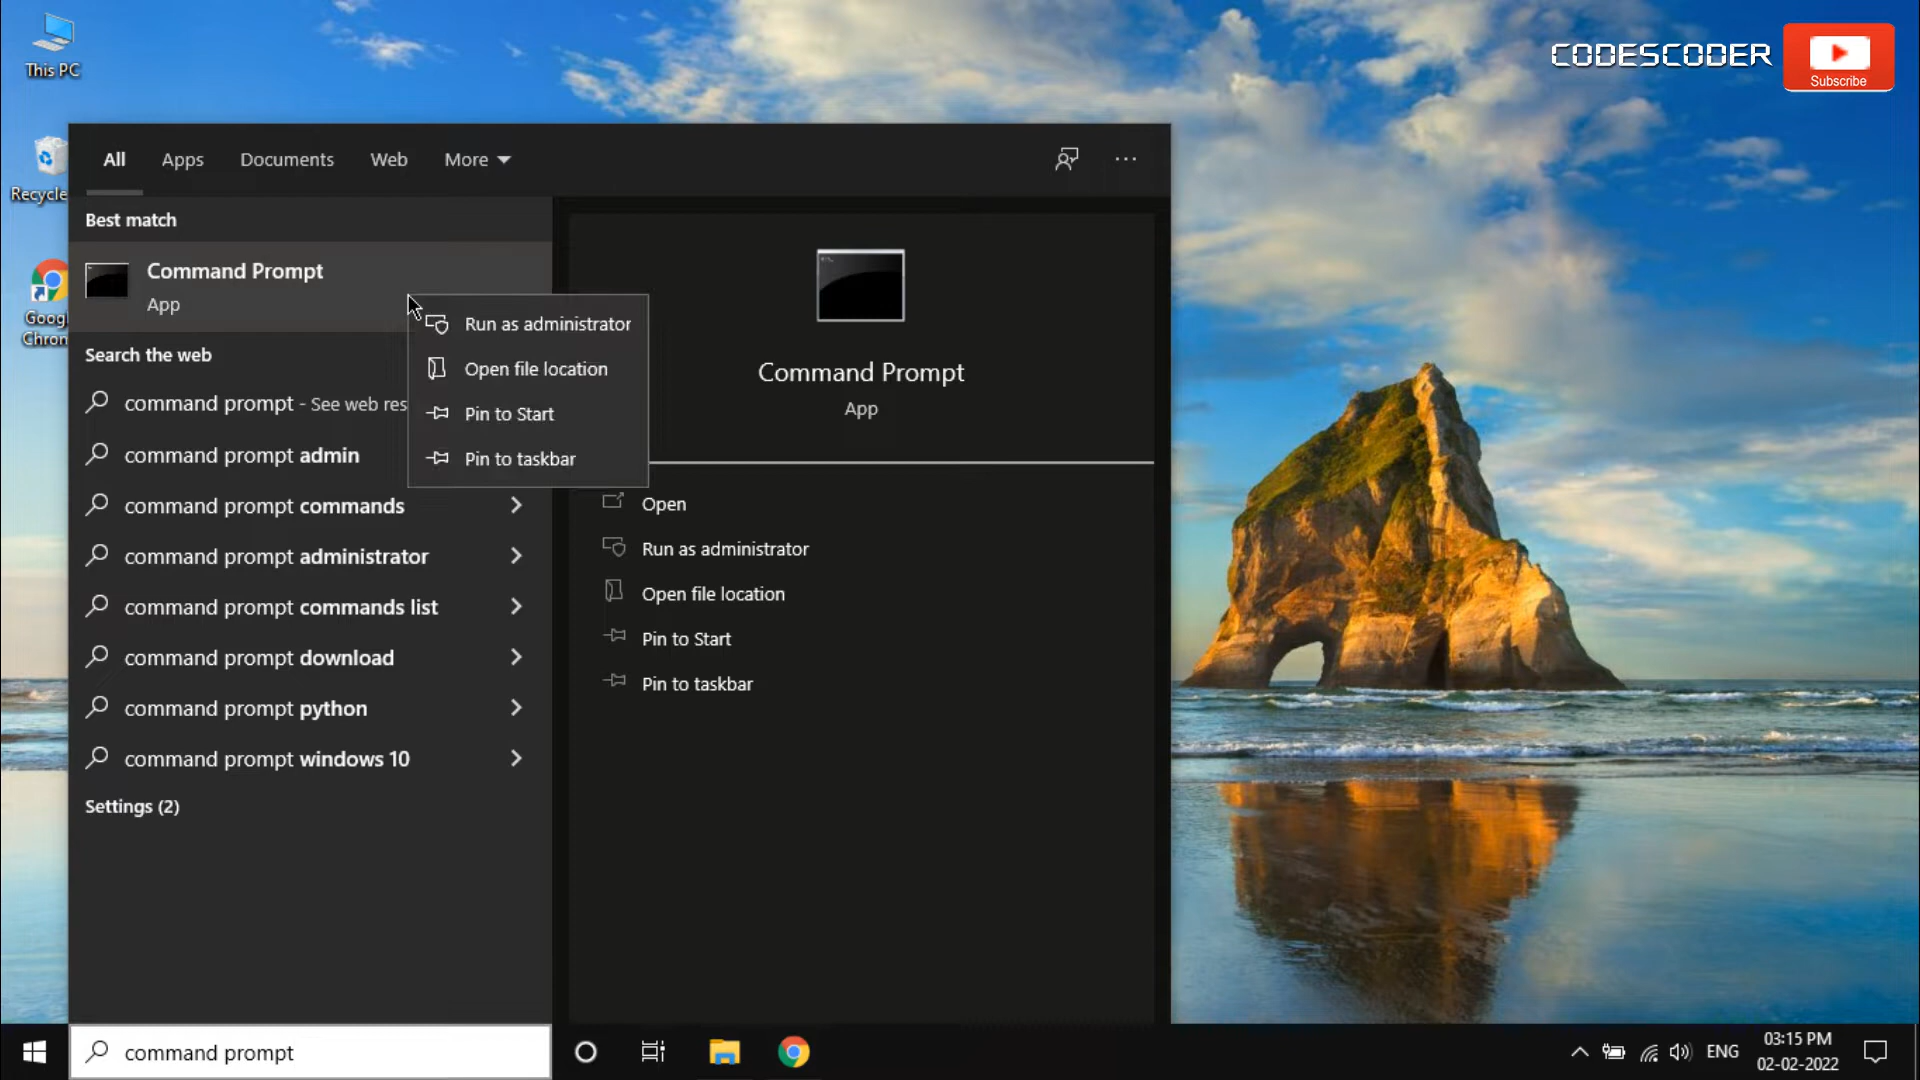 This PC
CODESCODER
Subscribe
All
Apps
Documents
Web
More
Recycle
Best match
Command Prompt
App
Google
Chron
Run as administrator
Open file location
Pin to Start
Pin to taskbar
Search the web
command prompt - See web res
command prompt admin
command prompt commands
command prompt administrator
command prompt commands list
command prompt download
command prompt python
command prompt windows 10
Settings (2)
Command Prompt
App
Open
Run as administrator
Open file location
Pin to Start
Pin to taskbar
command prompt
ENG
03:15 PM
02-02-2022